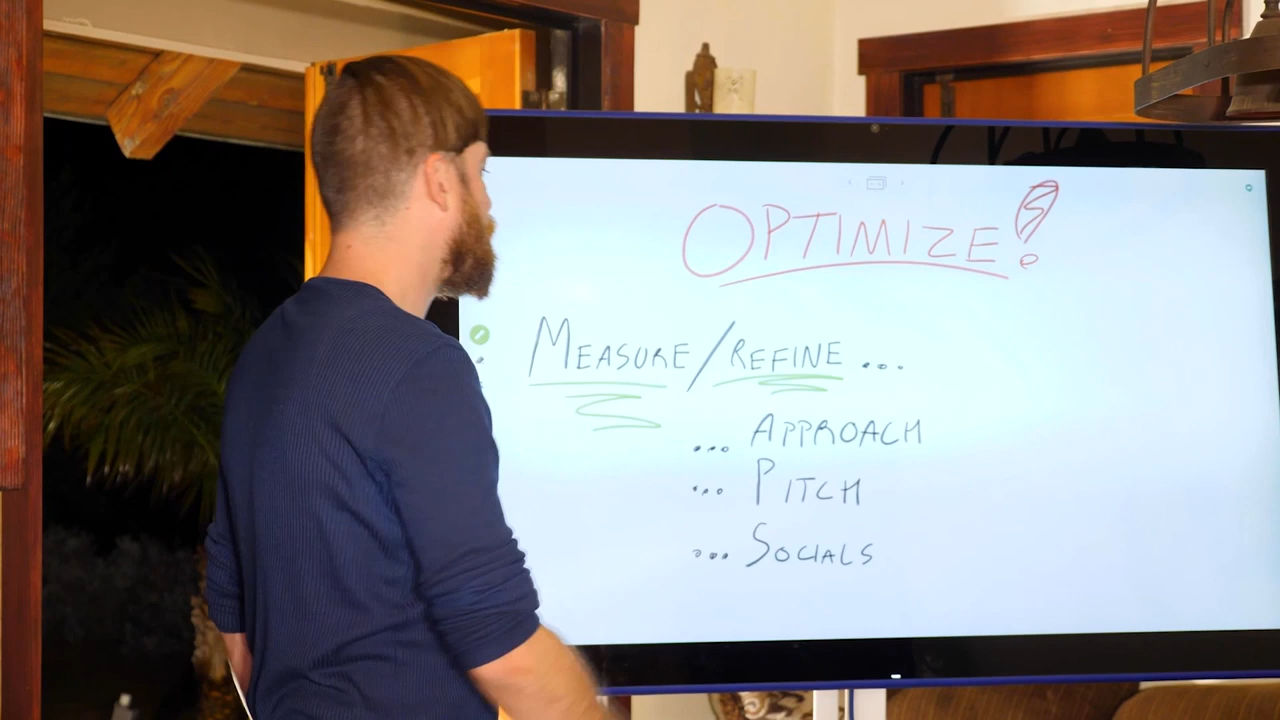 OPTIMIZE!
MEASURE/REFINE...
... APPROACH
... PITCH
... SOCIALS